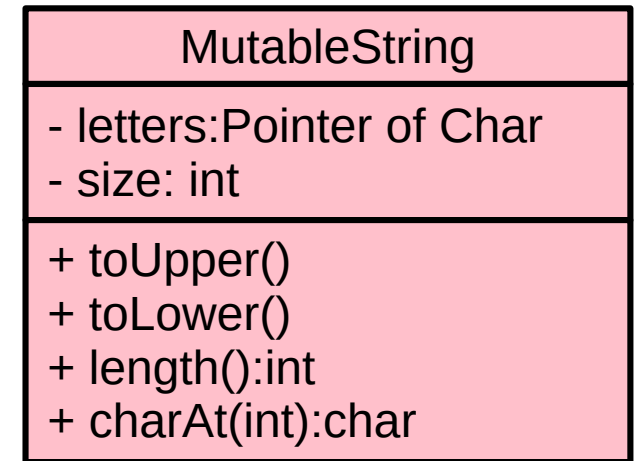 MutableString
- letters:Pointer of Char
- size: int
+ toUpper()
+ toLower()
+ length():int
+ charAt(int):char